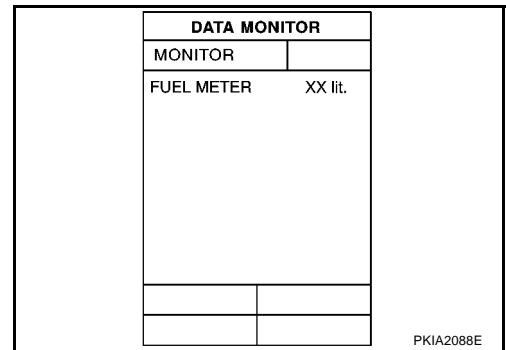 DATA MONITOR
MONITOR
FUEL METER XX lit.
PKIA2088E